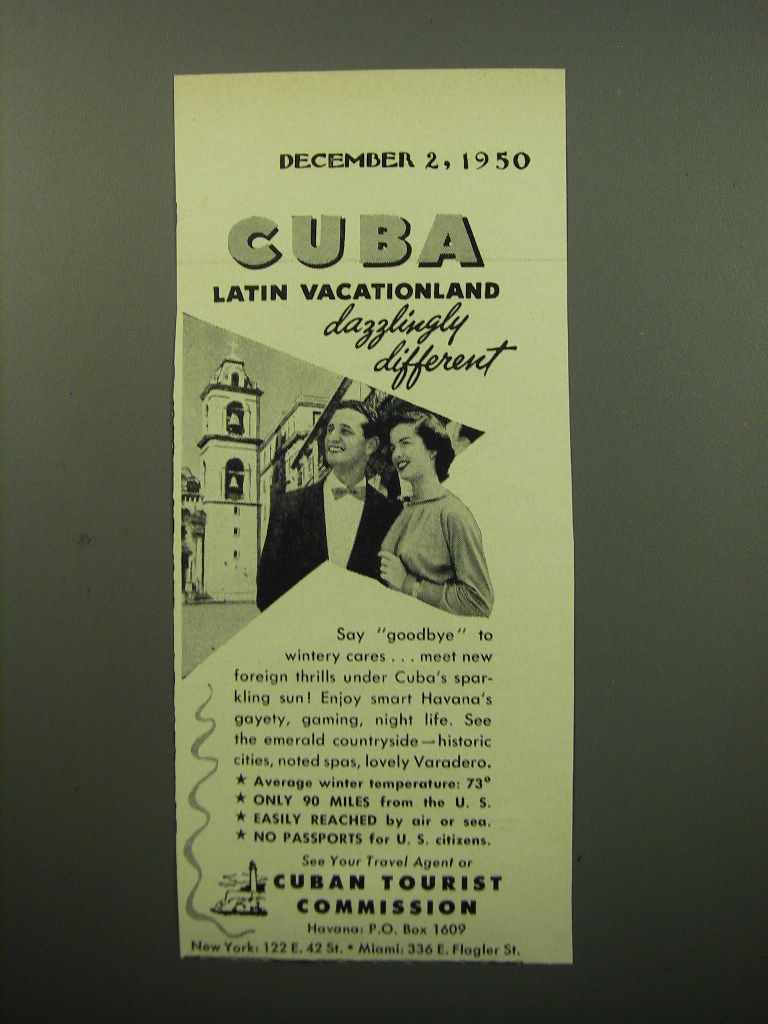 DECEMBER 2, 1950
CUBA
LATIN VACATIONLAND
dazzlingly
different
Say "goodbye" to
wintery cares . . . meet new
foreign thrills under Cuba's spar-
kling sun! Enjoy smart Havana's
gayety, gaming, night life. See
the emerald countryside—historic
cities, noted spas, lovely Varadero.
★ Average winter temperature: 73°
★ ONLY 90 MILES from the U. S.
★ EASILY REACHED by air or sea.
★ NO PASSPORTS for U. S. citizens.
See Your Travel Agent or
CUBAN TOURIST
COMMISSION
Havana: P.O. Box 1609
New York: 122 E. 42 St. • Miami: 336 E. Flagler St.